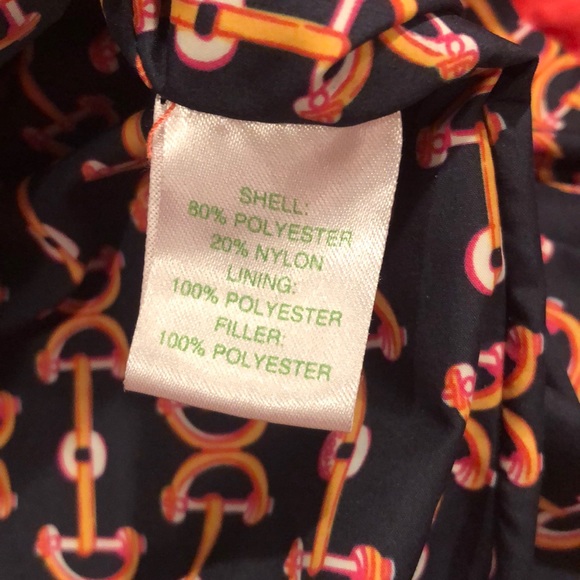 SHELL:
80% POLYESTER
20% NYLON
LINING:
100% POLYESTER
FILLER:
100% POLYESTER